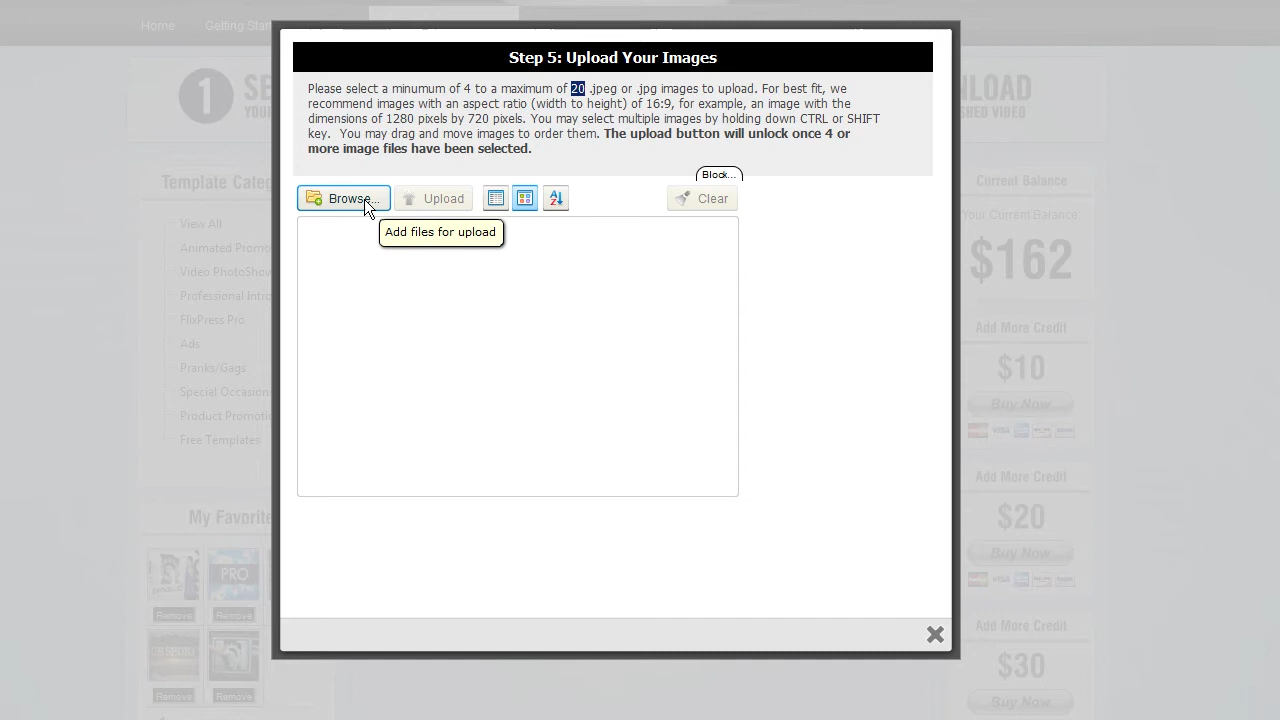 Home Getting Star
Step 5: Upload Your Images
Please select a minumum of 4 to a maximum of 20 .jpeg or .jpg images to upload. For best fit, we
recommend images with an aspect ratio (width to height) of 16:9, for example, an image with the
dimensions of 1280 pixels by 720 pixels. You may select multiple images by holding down CTRL or SHIFT
key. You may drag and move images to order them. The upload button will unlock once 4 or
more image files have been selected.
Block...
Browse... Upload Clear
Add files for upload
1
NLOAD
SHED VIDEO
Template Categ
View All
Animated Promo
Video PhotoShow
Professional Intro
FlixPress Pro
Ads
Pranks/Gags
Special Occasion
Product Promoti
Free Templates
My Favorite
PRO
Remove Remove
Remove Remove
Current Balance
Your Current Balance:
$162
Add More Credit
$10
Buy Now
Add More Credit
$20
Buy Now
Add More Credit
$30
Buy Now